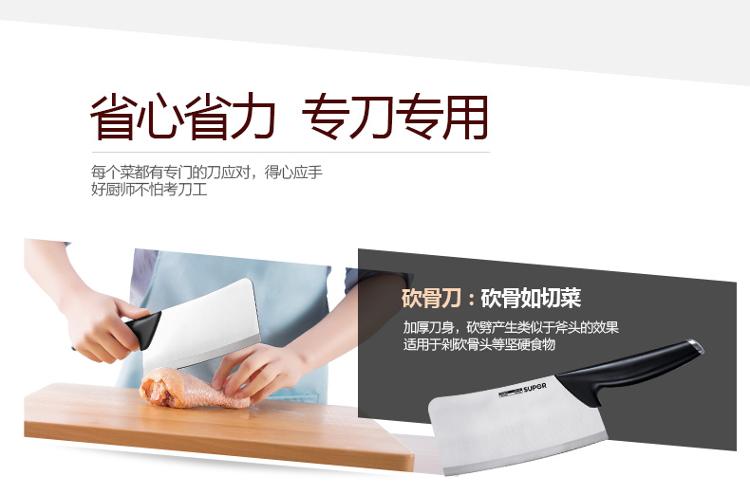 省心省力 专刀专用
每个菜都有专门的刀应对，得心应手
好厨师不怕考刀工
砍骨刀：砍骨如切菜
加厚刀身，砍劈产生类似于斧头的效果
适用于剁砍骨头等坚硬食物
SUPOR